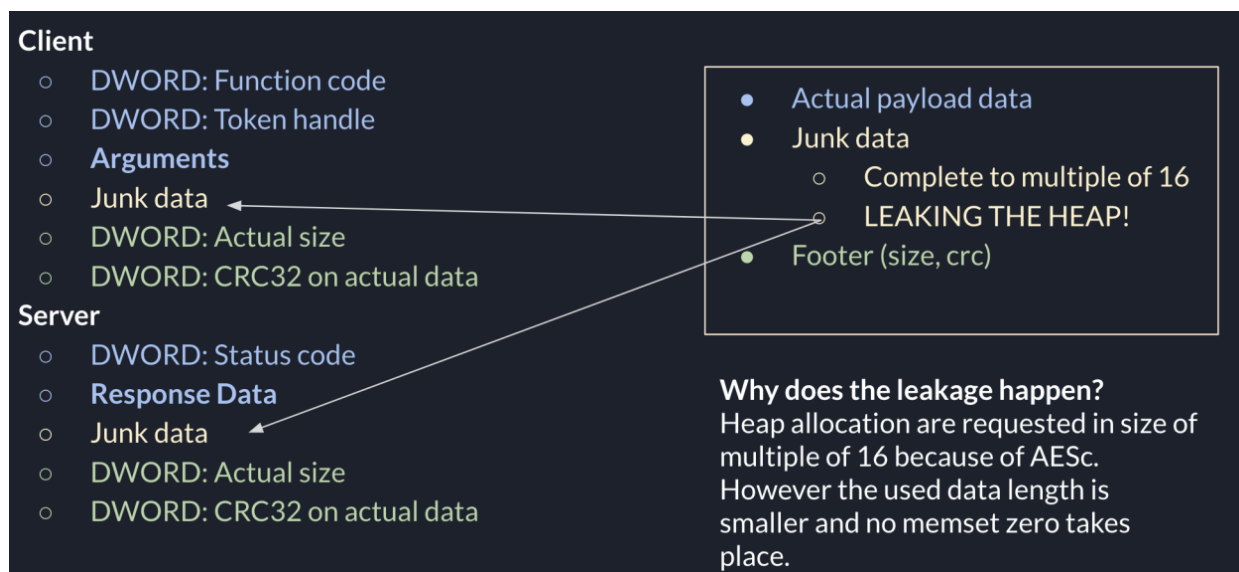 Client
○ DWORD: Function code
○ DWORD: Token handle
○ Arguments
○ Junk data
○ DWORD: Actual size
○ DWORD: CRC32 on actual data
Server
○ DWORD: Status code
○ Response Data
○ Junk data
○ DWORD: Actual size
○ DWORD: CRC32 on actual data
● Actual payload data
● Junk data
○ Complete to multiple of 16
○ LEAKING THE HEAP!
● Footer (size, crc)
Why does the leakage happen?
Heap allocation are requested in size of
multiple of 16 because of AESc.
However the used data length is
smaller and no memset zero takes
place.